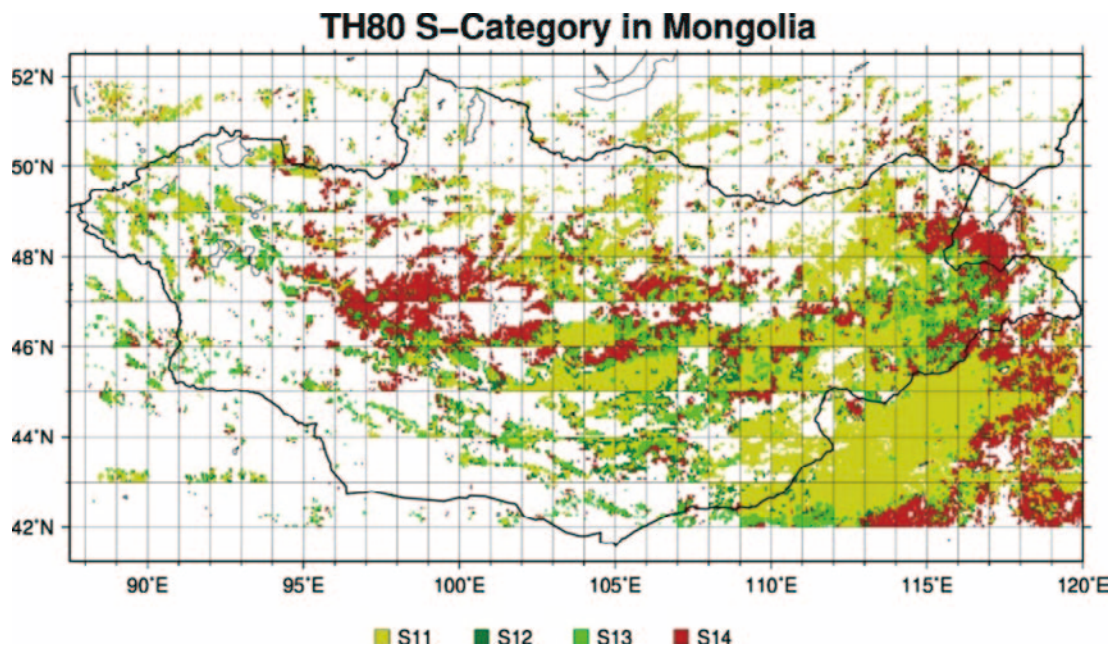 TH80 S-Category in Mongolia
52°N
50°N
48°N
46°N
44°N
42°N
90°E 95°E 100°E 105°E 110°E 115°E 120°E
S11 S12 S13 S14